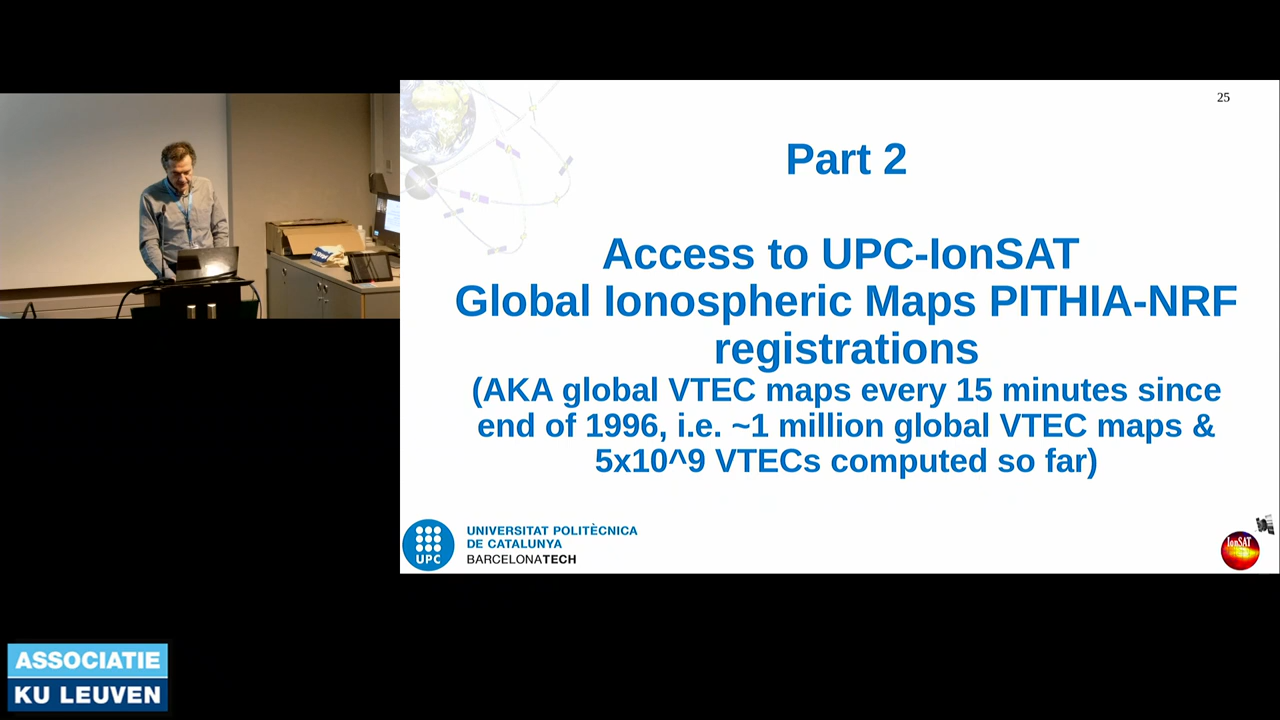 25
Part 2
Access to UPC-IonSAT
Global Ionospheric Maps PITHIA-NRF
registrations
(AKA global VTEC maps every 15 minutes since
end of 1996, i.e. ~1 million global VTEC maps &
5x10^9 VTECs computed so far)
UPC
UNIVERSITAT POLITÈCNICA
DE CATALUNYA
BARCELONATECH
IonSAT
ASSOCIATIE
KU LEUVEN